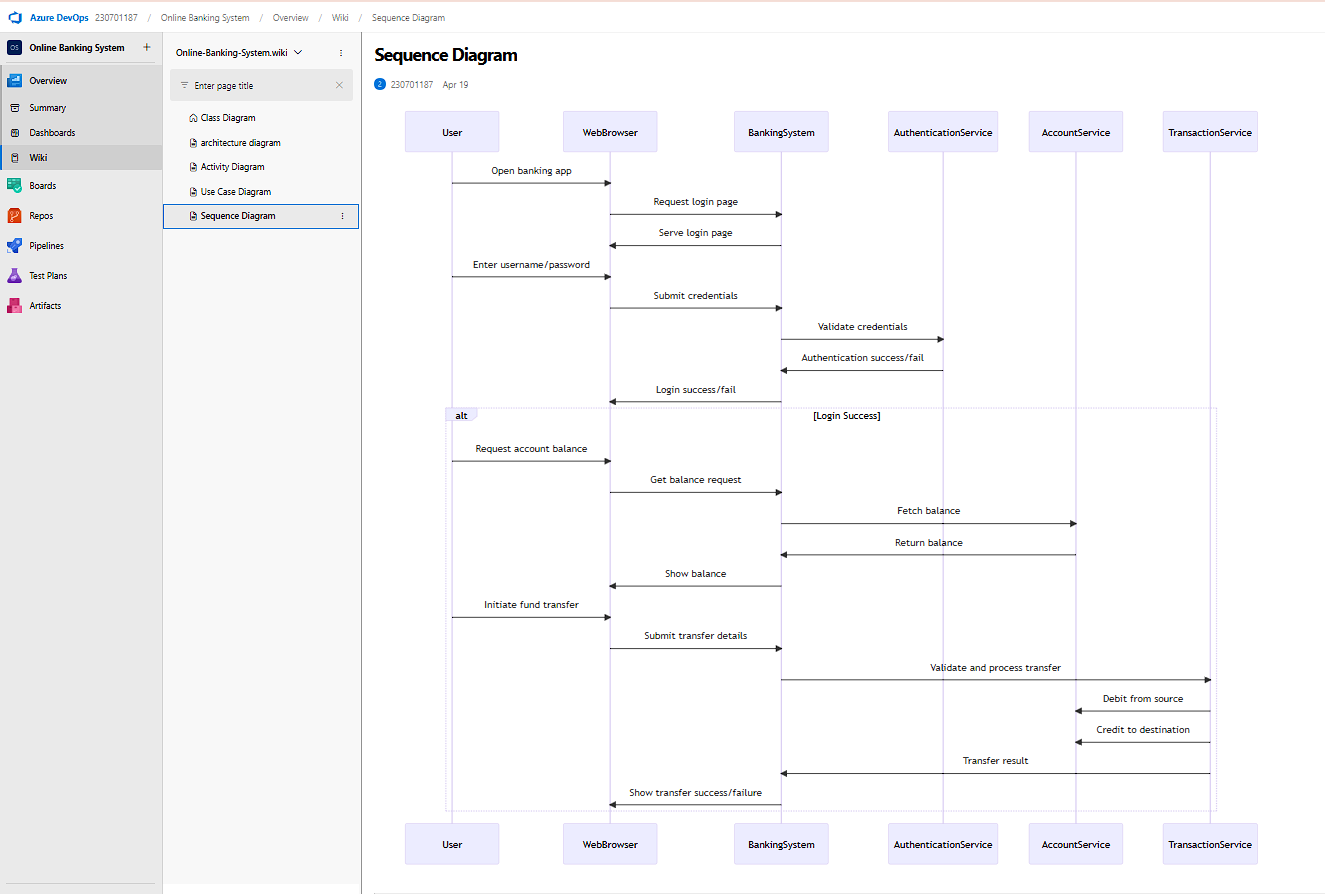 Azure DevOps 230701187 / Online Banking System / Overview / Wiki / Sequence Diagram
OS Online Banking System +
Overview
Summary
Dashboards
Wiki
Boards
Repos
Pipelines
Test Plans
Artifacts
Online-Banking-System.wiki
Enter page title
Class Diagram
architecture diagram
Activity Diagram
Use Case Diagram
Sequence Diagram
Sequence Diagram
2 230701187 Apr 19
User WebBrowser BankingSystem AuthenticationService AccountService TransactionService
Open banking app
Request login page
Serve login page
Enter username/password
Submit credentials
Validate credentials
Authentication success/fail
Login success/fail
alt [Login Success]
Request account balance
Get balance request
Fetch balance
Return balance
Show balance
Initiate fund transfer
Submit transfer details
Validate and process transfer
Debit from source
Credit to destination
Transfer result
Show transfer success/failure
User WebBrowser BankingSystem AuthenticationService AccountService TransactionService